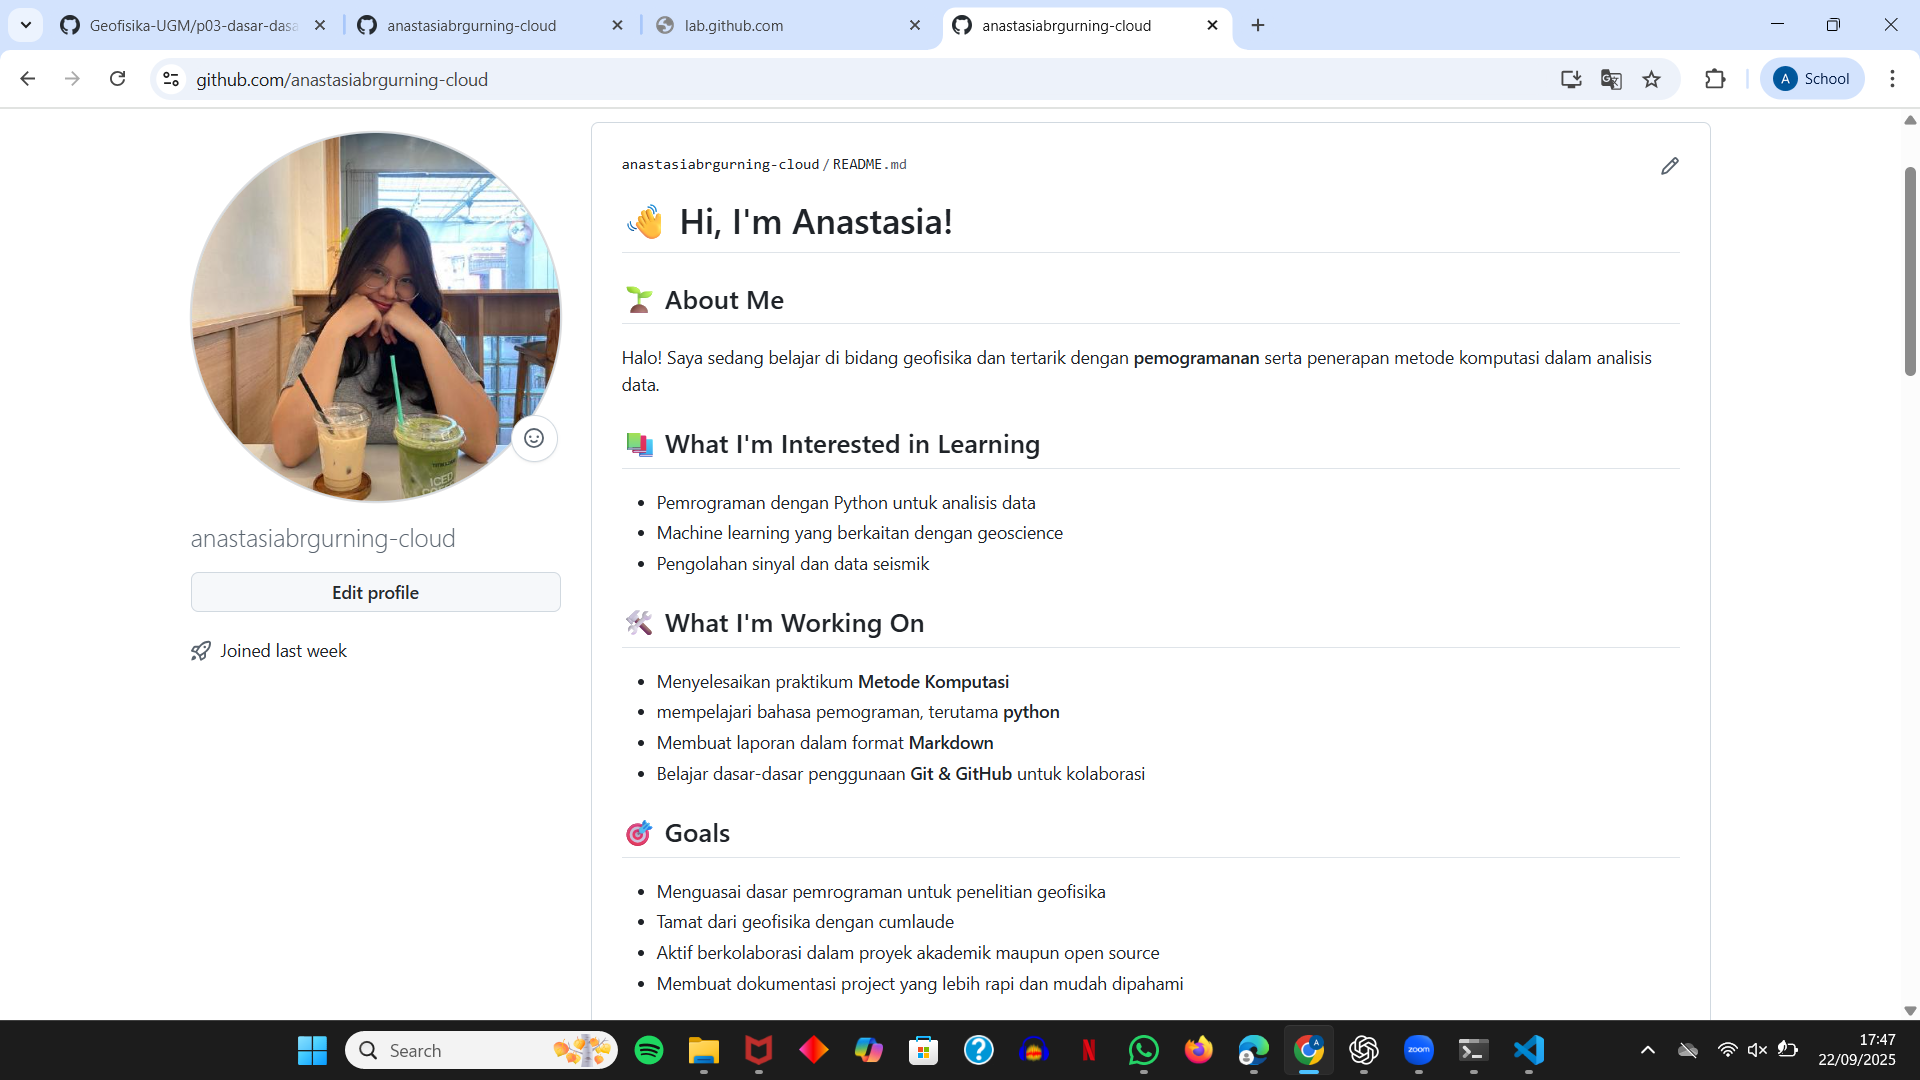 Geofisika-UGM/p03-dasar-dasa
anastasiabrgurning-cloud
lab.github.com
anastasiabrgurning-cloud
github.com/anastasiabrgurning-cloud
A School
anastasiabrgurning-cloud/README.md
Hi, I'm Anastasia!
About Me
Halo! Saya sedang belajar di bidang geofisika dan tertarik dengan pemogramanan serta penerapan metode komputasi dalam analisis
data.
What I'm Interested in Learning
Pemrograman dengan Python untuk analisis data
Machine learning yang berkaitan dengan geoscience
Pengolahan sinyal dan data seismik
What I'm Working On
Menyelesaikan praktikum Metode Komputasi
mempelajari bahasa pemograman, terutama python
Membuat laporan dalam format Markdown
Belajar dasar-dasar penggunaan Git & GitHub untuk kolaborasi
Goals
Menguasai dasar pemrograman untuk penelitian geofisika
Tamat dari geofisika dengan cumlaude
Aktif berkolaborasi dalam proyek akademik maupun open source
Membuat dokumentasi project yang lebih rapi dan mudah dipahami
ICED
anastasiabrgurning-cloud
Edit profile
Joined last week
Search
zoom
17:47
22/09/2025